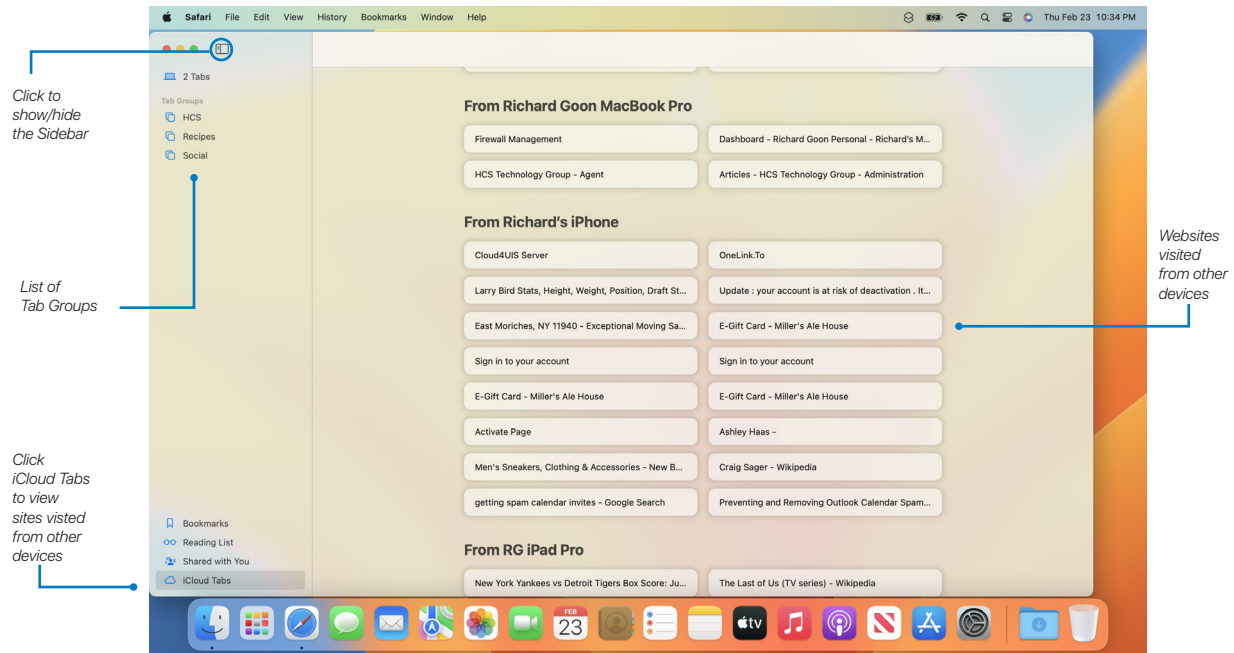 Safari File Edit View History Bookmarks Window Help
Thu Feb 23 10:34 PM
Click to
show/hide
the Sidebar
List of
Tab Groups
Click
iCloud Tabs
to view
sites visted
from other
devices
2 Tabs
Tab Groups
HCS
Recipes
Social
Bookmarks
Reading List
Shared with You
iCloud Tabs
From Richard Goon MacBook Pro
Firewall Management
Dashboard - Richard Goon Personal - Richard's M...
HCS Technology Group - Agent
Articles - HCS Technology Group - Administration
From Richard's iPhone
Cloud4UIS Server
OneLink.To
Larry Bird Stats, Height, Weight, Position, Draft St...
Update : your account is at risk of deactivation . It...
East Moriches, NY 11940 - Exceptional Moving Sa...
E-Gift Card - Miller's Ale House
Sign in to your account
Sign in to your account
E-Gift Card - Miller's Ale House
E-Gift Card - Miller's Ale House
Activate Page
Ashley Haas -
Men's Sneakers, Clothing & Accessories - New B...
Craig Sager - Wikipedia
getting spam calendar invites - Google Search
Preventing and Removing Outlook Calendar Spam...
From RG iPad Pro
New York Yankees vs Detroit Tigers Box Score: Ju...
The Last of Us (TV series) - Wikipedia
Websites
visited
from other
devices
FEB
23
tv